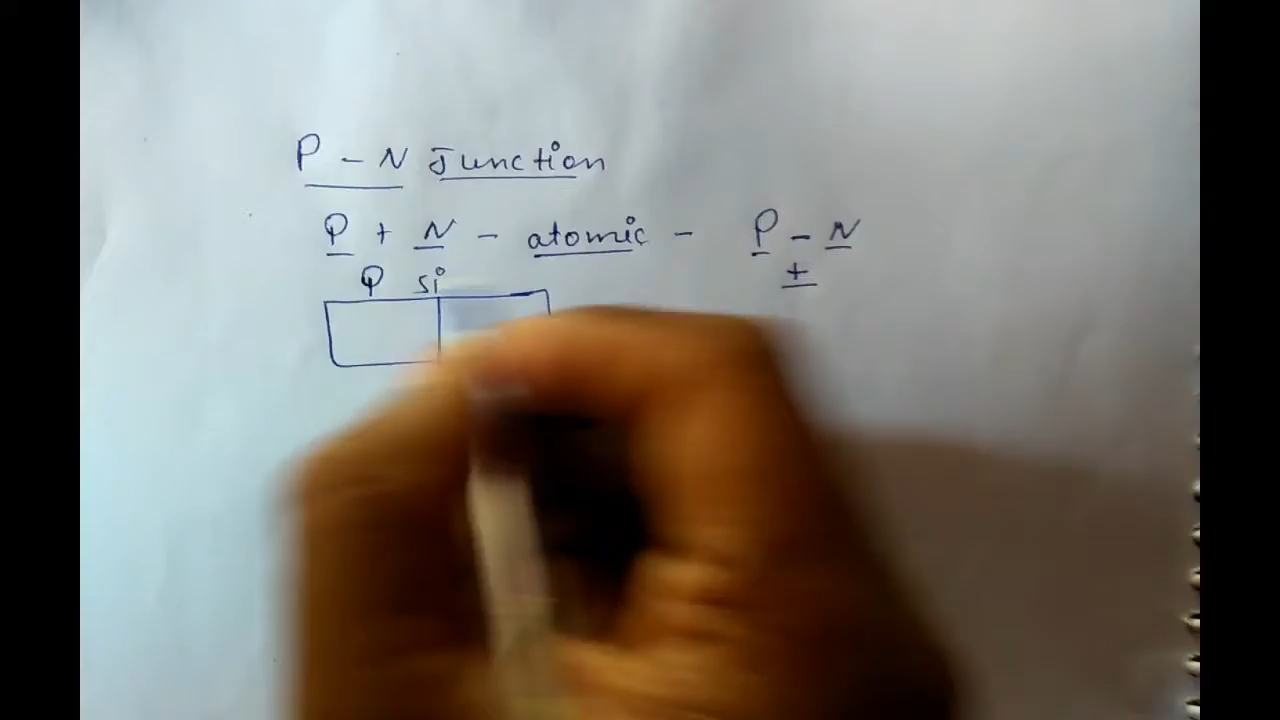 P - N Junction
P + N - atomic - P - N
±
P si